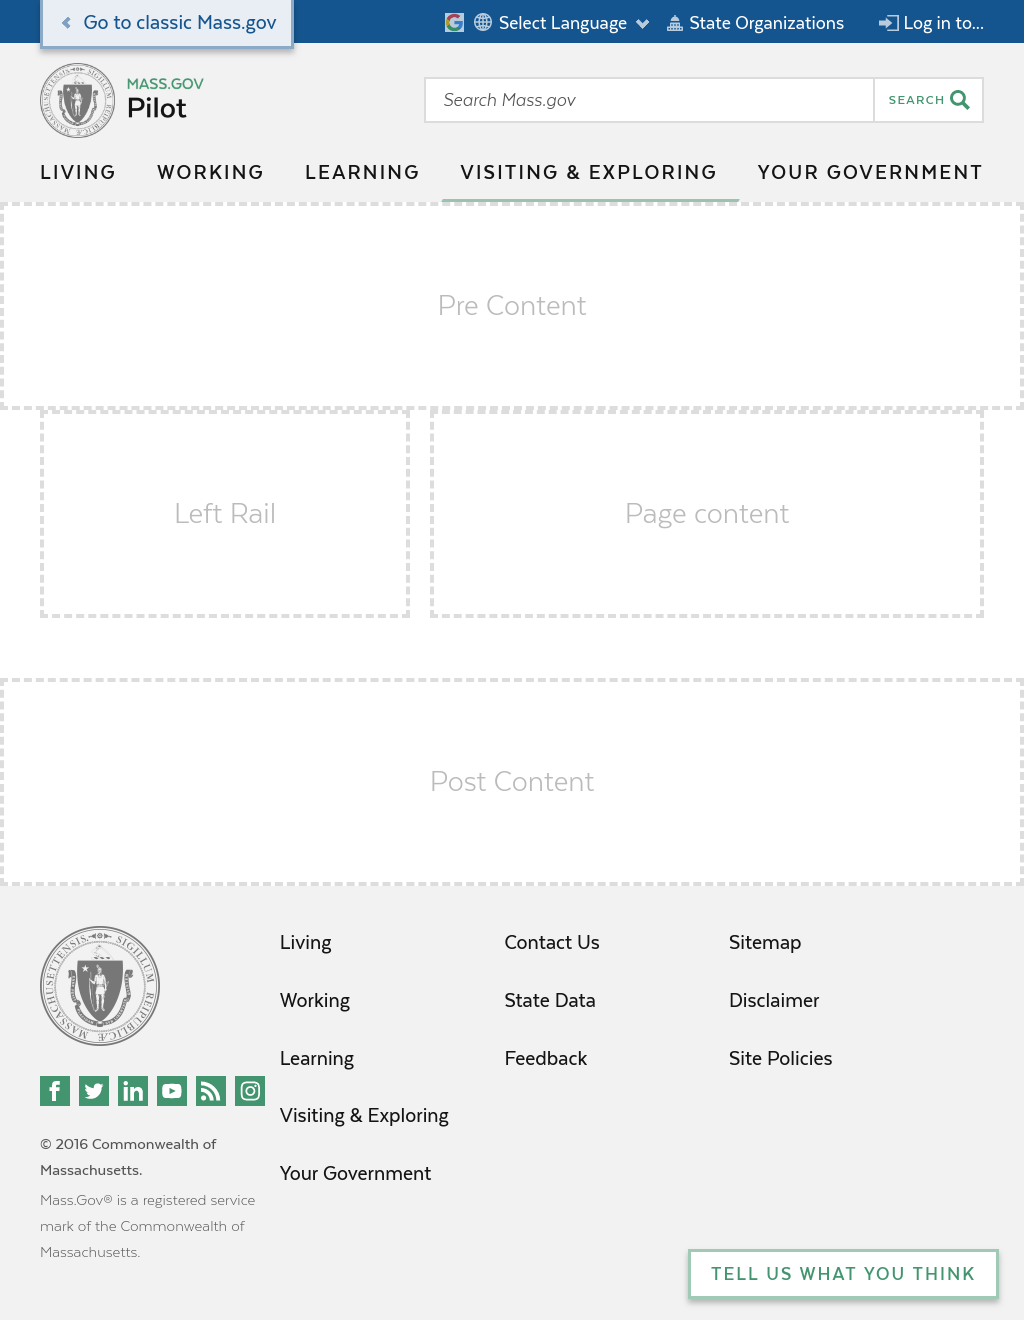 Go to classic Mass.gov
Select Language
State Organizations
Log in to...
MASS.GOV
Pilot
Search Mass.gov
SEARCH
LIVING
WORKING
LEARNING
VISITING & EXPLORING
YOUR GOVERNMENT
Pre Content
Left Rail
Page content
Post Content
SIGILLUM REIPUBLICÆ MASSACHUSETTENSIS.
Living
Working
Learning
Visiting & Exploring
Your Government
Contact Us
State Data
Feedback
Sitemap
Disclaimer
Site Policies
© 2016 Commonwealth of
Massachusetts.
Mass.Gov® is a registered service
mark of the Commonwealth of
Massachusetts.
TELL US WHAT YOU THINK